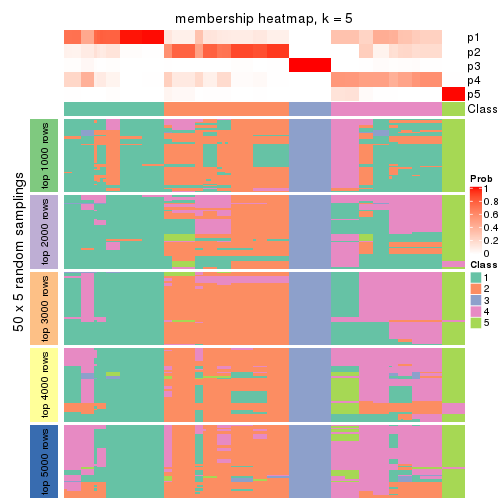 membership heatmap, k = 5
p1
p2
p3
p4
p5
Class
50 x 5 random samplings
top 1000 rows
top 2000 rows
top 3000 rows
top 4000 rows
top 5000 rows
Prob
1
0.8
0.6
0.4
0.2
0
Class
1
2
3
4
5